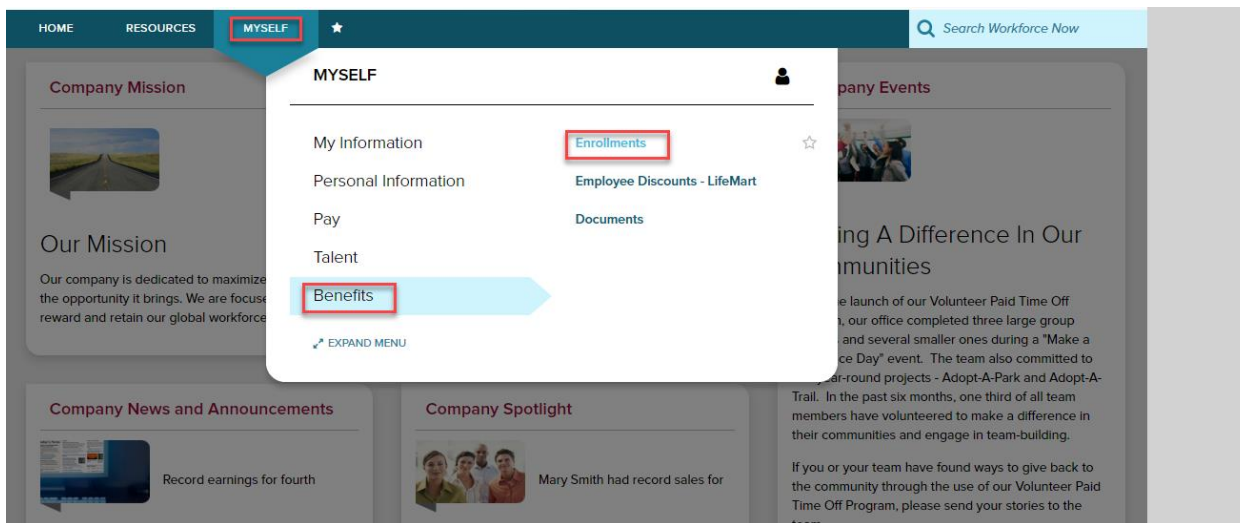 HOME RESOURCES MYSELF Search Workforce Now
MYSELF
My Information
Personal Information
Pay
Talent
Benefits
EXPAND MENU
Enrollments
Employee Discounts - LifeMart
Documents
Company Mission
Our Mission
Our company is dedicated to maximize
the opportunity it brings. We are
reward and retain our global workforce
Company News and Announcements
Record earnings for fourth
Company Spotlight
Mary Smith had record sales for
Events
A Difference In Our
launch of our Volunteer Paid Time Off
our office completed three large group
and several smaller ones during a "Make a
Day" event. The team also committed to
projects - Adopt-A-Park and Adopt-A-
Trail. In the past six months, one third of all team
members have volunteered to make a difference in
their communities and engage in team-building.
If you or your team have found ways to give back to
the community through the use of our Volunteer Paid
Time Off Program, please send your stories to the